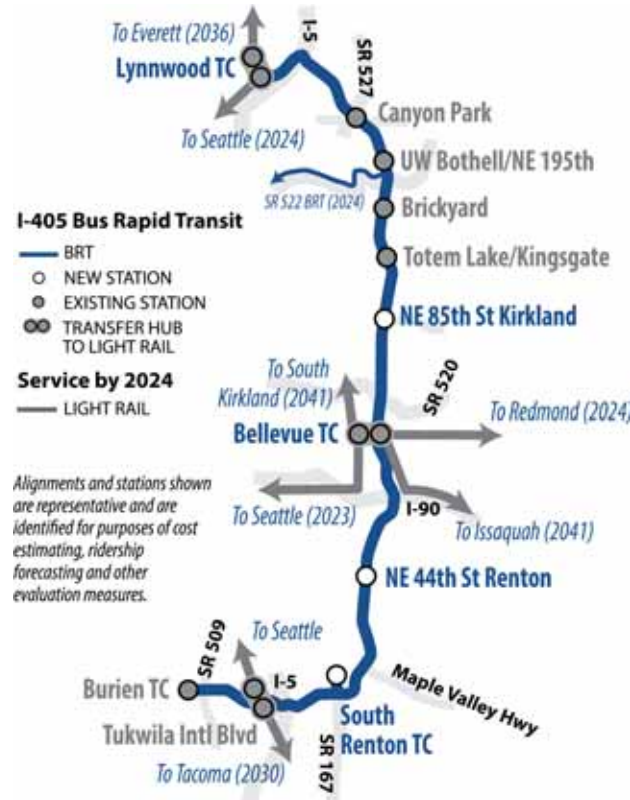 To Everett (2036)
I-5
Lynnwood TC
SR 527
To Seattle (2024)
Canyon Park
UW Bothell/NE 195th
SR 522 BRT (2024)
Brickyard
I-405 Bus Rapid Transit
BRT
NEW STATION
EXISTING STATION
TRANSFER HUB
TO LIGHT RAIL
Service by 2024
LIGHT RAIL
Totem Lake/Kingsgate
NE 85th St Kirkland
To South
Kirkland (2041)
SR 520
To Redmond (2024)
Bellevue TC
To Seattle (2023)
I-90
To Issaquah (2041)
Alignments and stations shown
are representative and are
identified for purposes of cost
estimating, ridership
forecasting and other
evaluation measures.
NE 44th St Renton
SR 509
To Seattle
Burien TC
I-5
Maple Valley Hwy
Tukwila Intl Blvd
South
Renton TC
SR 167
To Tacoma (2030)